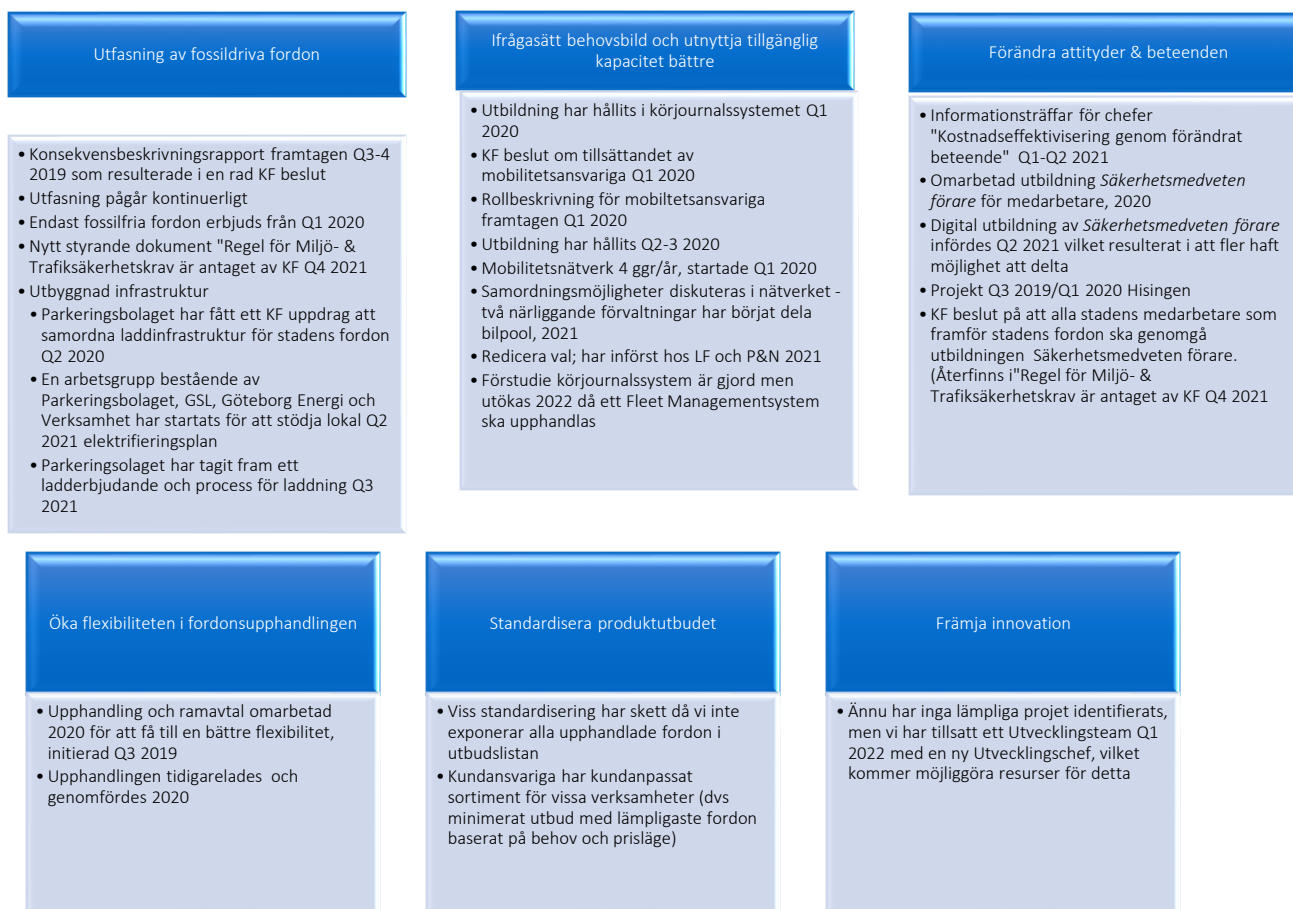 Utfasning av fossildriva fordon
• Konsekvensbeskrivningsrapport framtagen Q3-4
2019 som resulterade i en rad KF beslut
• Utfasning pågår kontinuerligt
• Endast fossilfria fordon erbjuds från Q1 2020
• Nytt styrande dokument "Regel för Miljö- &
Trafiksäkerhetskrav är antaget av KF Q4 2021
• Utbyggnad infrastruktur
• Parkeringsbolaget har fått ett KF uppdrag att
samordna laddinfrastruktur för stadens fordon
Q2 2020
• En arbetsgrupp bestående av
Parkeringsbolaget, GSL, Göteborg Energi och
Verksamhet har startats för att stödja lokal Q2
2021 elektrifieringsplan
• Parkeringsolaget har tagit fram ett
ladderbjudande och process för laddning Q3
2021
Ifrågasätt behovsbild och utnyttja tillgänglig
kapacitet bättre
• Utbildning har hållits i körjournalssystemet Q1
2020
• KF beslut om tillsättandet av
mobilitetsansvariga Q1 2020
• Rollbeskrivning för mobiltetsansvariga
framtagen Q1 2020
• Utbildning har hållits Q2-3 2020
• Mobilitetsnätverk 4 ggr/år, startade Q1 2020
• Samordningsmöjligheter diskuteras i nätverket -
två närliggande förvaltningar har börjat dela
bilpool, 2021
• Redicera val; har införst hos LF och P&N 2021
• Förstudie körjournalssystem är gjord men
utökas 2022 då ett Fleet Managementsystem
ska upphandlas
Förändra attityder & beteenden
• Informationsträffar för chefer
"Kostnadseffektivisering genom förändrat
beteende" Q1-Q2 2021
• Omarbetad utbildning Säkerhetsmedveten
förare för medarbetare, 2020
• Digital utbildning av Säkerhetsmedveten förare
infördes Q2 2021 vilket resulterat i att fler haft
möjlighet att delta
• Projekt Q3 2019/Q1 2020 Hisingen
• KF beslut på att alla stadens medarbetare som
framför stadens fordon ska genomgå
utbildningen Säkerhetsmedveten förare.
(Återfinns i"Regel för Miljö- &
Trafiksäkerhetskrav är antaget av KF Q4 2021
Öka flexibiliteten i fordonsupphandlingen
• Upphandling och ramavtal omarbetad
2020 för att få till en bättre flexibilitet,
initierad Q3 2019
• Upphandlingen tidigarelades och
genomfördes 2020
Standardisera produktutbudet
• Viss standardisering har skett då vi inte
exponerar alla upphandlade fordon i
utbudslistan
• Kundansvariga har kundanpassat
sortiment för vissa verksamheter (dvs
minimerat utbud med lämpligaste fordon
baserat på behov och prisläge)
Främja innovation
• Ännu har inga lämpliga projet identifierats,
men vi har tillsatt ett Utvecklingsteam Q1
2022 med en ny Utvecklingschef, vilket
kommer möjliggöra resurser för detta